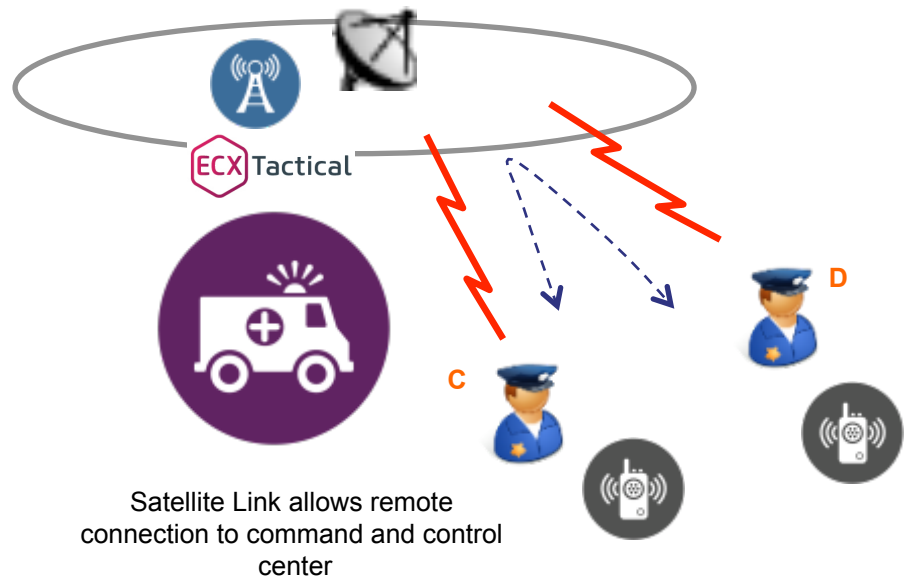 ECX Tactical
D
C
Satellite Link allows remote
connection to command and control
center